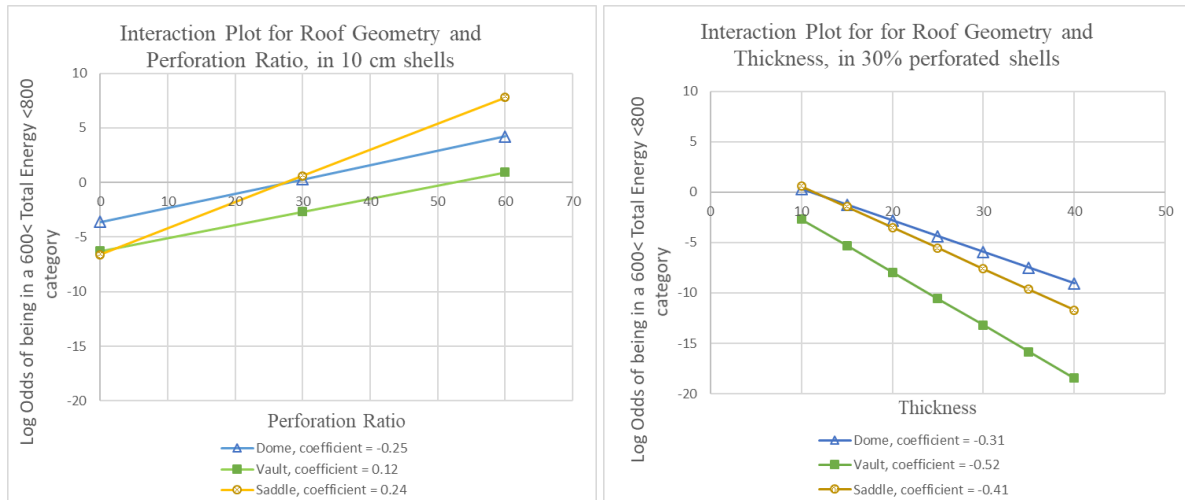 Interaction Plot for Roof Geometry and
Perforation Ratio, in 10 cm shells
Log Odds of being in a 600< Total Energy <800
category
10
5
0
-5
-10
-15
-20
0 10 20 30 40 50 60 70
Perforation Ratio
Dome, coefficient = -0.25
Vault, coefficient = 0.12
Saddle, coefficient = 0.24
Interaction Plot for for Roof Geometry and
Thickness, in 30% perforated shells
Log Odds of being in a 600< Total Energy <800
category
10
5
0
-5
-10
-15
-20
0 10 20 30 40 50
Thickness
Dome, coefficient = -0.31
Vault, coefficient = -0.52
Saddle, coefficient = -0.41